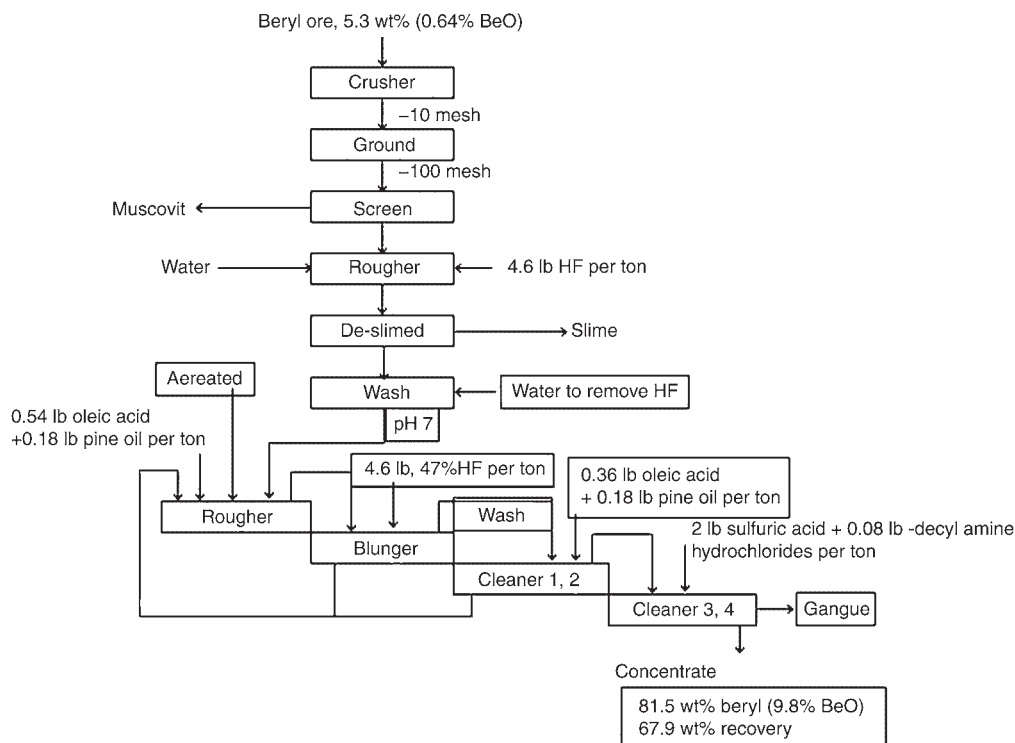 Beryl ore, 5.3 wt% (0.64% BeO)
Crusher
–10 mesh
Ground
–100 mesh
Muscovit
Screen
Water
Rougher
4.6 lb HF per ton
De-slimed
Slime
Aereated
Wash
Water to remove HF
pH 7
0.54 lb oleic acid
+0.18 lb pine oil per ton
4.6 lb, 47%HF per ton
0.36 lb oleic acid
+ 0.18 lb pine oil per ton
Rougher
Wash
2 lb sulfuric acid + 0.08 lb -decyl amine
hydrochlorides per ton
Blunger
Cleaner 1, 2
Cleaner 3, 4
Gangue
Concentrate
81.5 wt% beryl (9.8% BeO)
67.9 wt% recovery